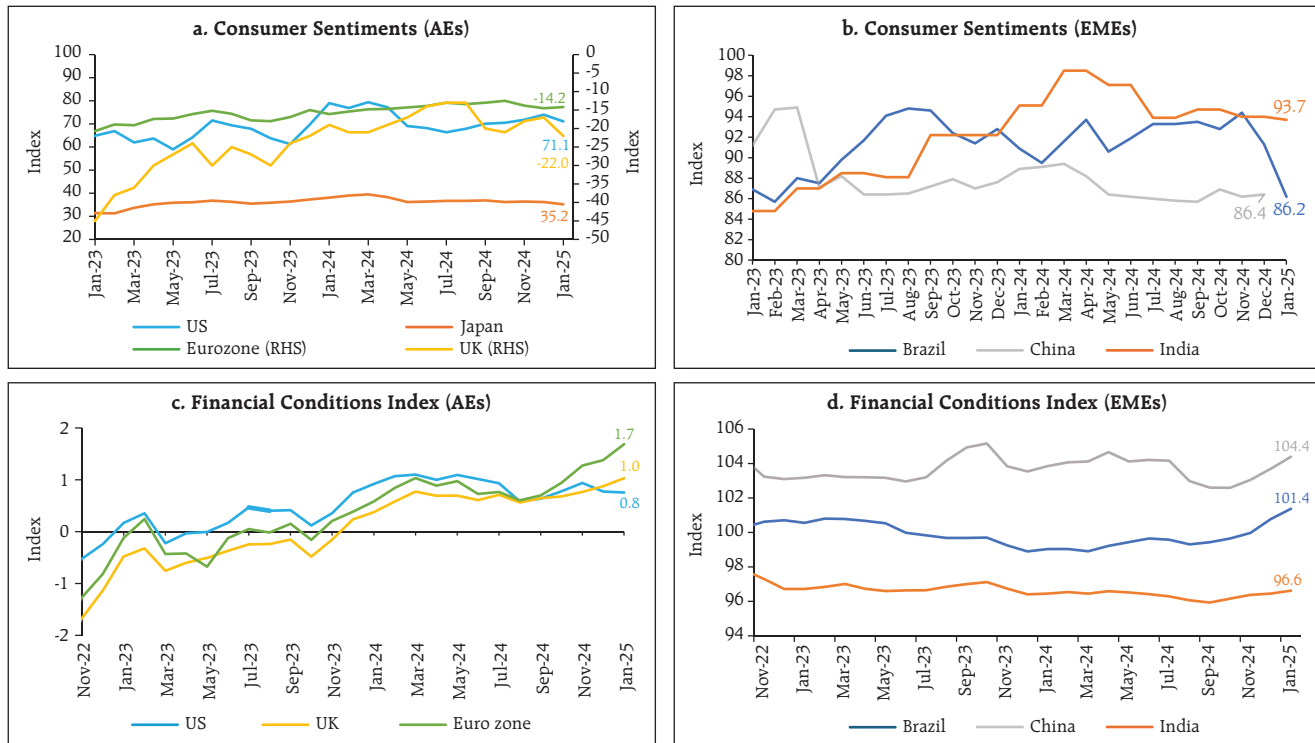 a. Consumer Sentiments (AEs)
100
90
80
70
60
50
40
30
20
0
-5
-10
-15
-20
-25
-30
-35
-40
-45
-50
Index
Index
-14.2
71.1
-22.0
35.2
Jan-23
Mar-23
May-23
Jul-23
Sep-23
Nov-23
Jan-24
Mar-24
May-24
Jul-24
Sep-24
Nov-24
Jan-25
US
Japan
Eurozone (RHS)
UK (RHS)
b. Consumer Sentiments (EMEs)
100
98
96
94
92
90
88
86
84
82
80
Index
93.7
86.4
86.2
Jan-23
Feb-23
Mar-23
Apr-23
May-23
Jun-23
Jul-23
Aug-23
Sep-23
Oct-23
Nov-23
Dec-23
Jan-24
Feb-24
Mar-24
Apr-24
May-24
Jun-24
Jul-24
Aug-24
Sep-24
Oct-24
Nov-24
Dec-24
Jan-25
Brazil
China
India
c. Financial Conditions Index (AEs)
2
1
0
-1
-2
Index
1.7
1.0
0.8
Nov-22
Jan-23
Mar-23
May-23
Jul-23
Sep-23
Nov-23
Jan-24
Mar-24
May-24
Jul-24
Sep-24
Nov-24
Jan-25
US
UK
Euro zone
d. Financial Conditions Index (EMEs)
106
104
102
100
98
96
94
Index
104.4
101.4
96.6
Nov-22
Jan-23
Mar-23
May-23
Jul-23
Sep-23
Nov-23
Jan-24
Mar-24
May-24
Jul-24
Sep-24
Nov-24
Jan-25
Brazil
China
India